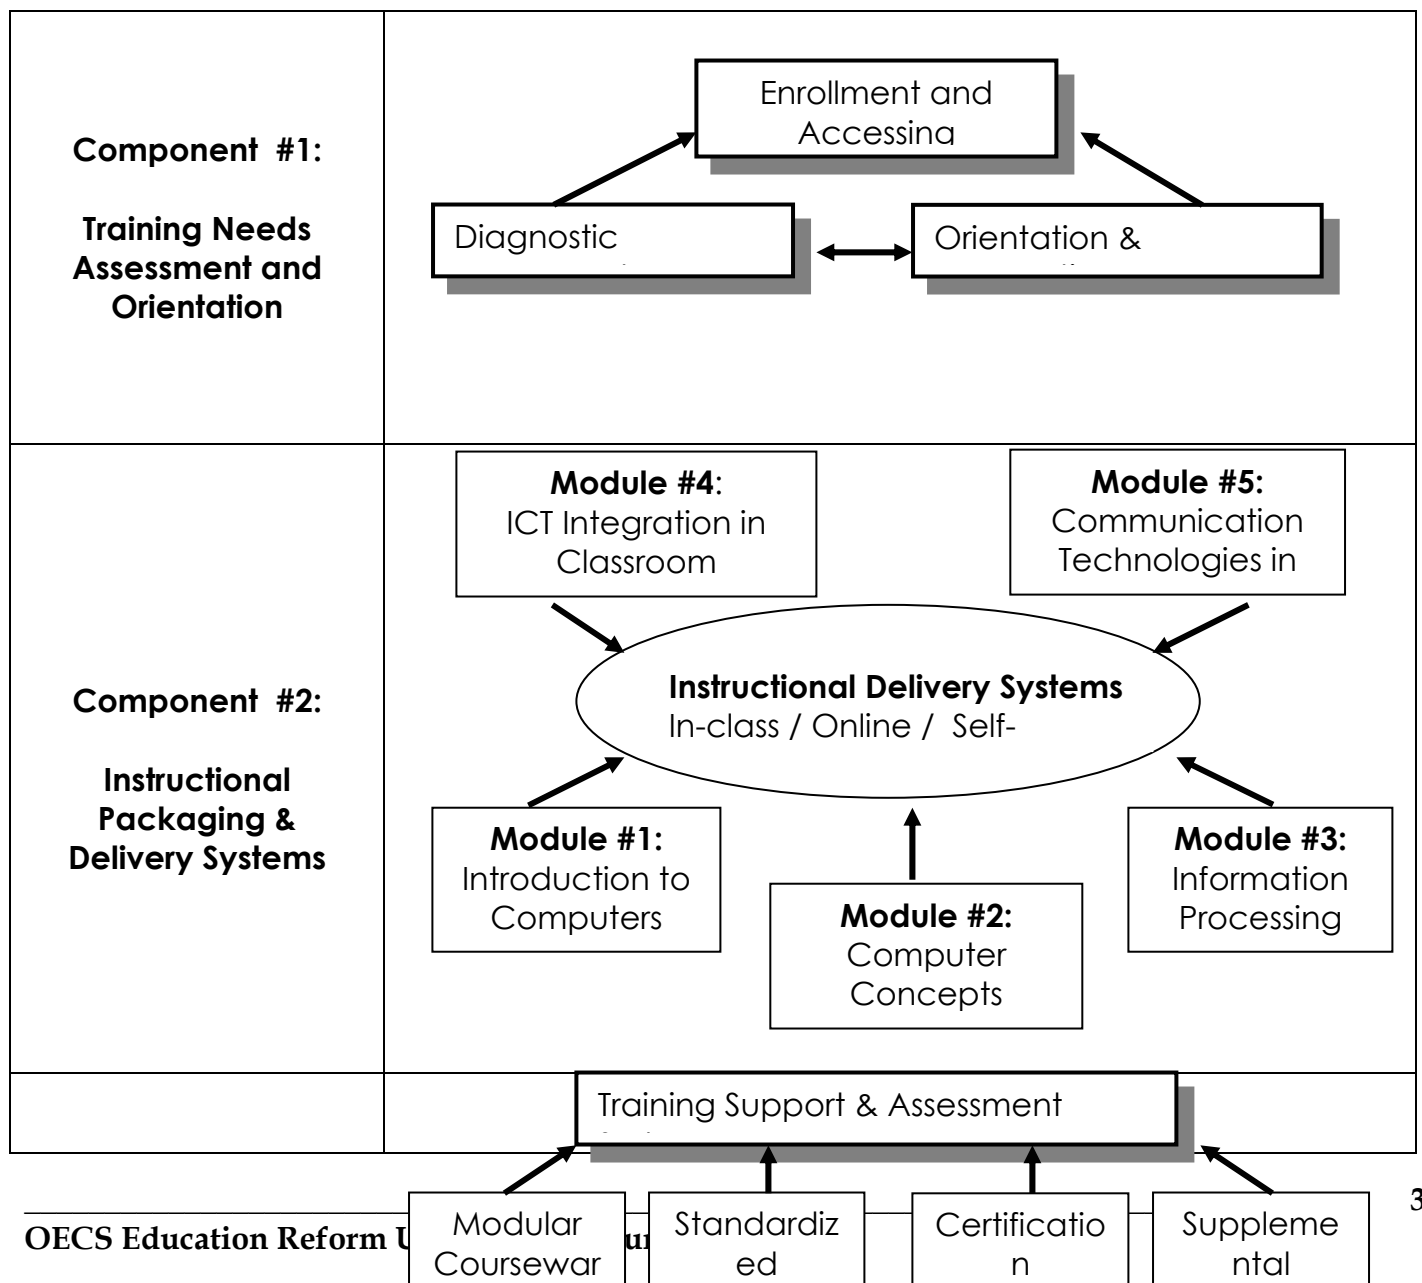 Component #1:
Training Needs
Assessment and
Orientation
Enrollment and
Diagnostic
Orientation &
Component #2:
Instructional
Packaging &
Delivery Systems
Module #4:
ICT Integration in
Classroom
Module #5:
Communication
Technologies in
Instructional Delivery Systems
In-class / Online / Self-
Module #1:
Introduction to
Computers
Module #2:
Computer
Concepts
Module #3:
Information
Processing
Training Support & Assessment
Modular
Coursewar
Standardiz
ed
Certificatio
n
Suppleme
ntal
3
OECS Education Reform